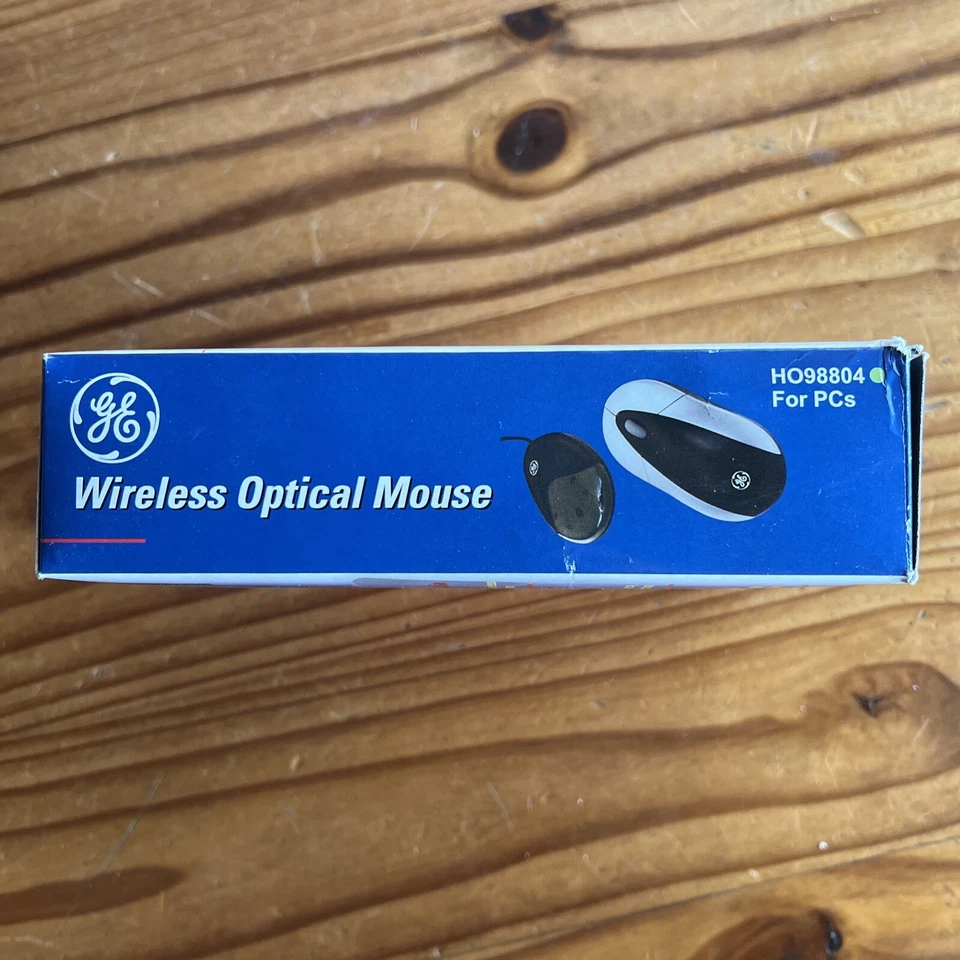 GE
Wireless Optical Mouse
HO98804
For PCs